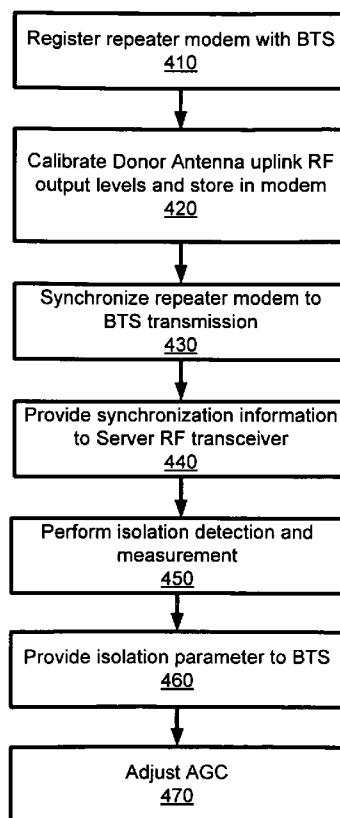 Register repeater modem with BTS
410
Calibrate Donor Antenna uplink RF
output levels and store in modem
420
Synchronize repeater modem to
BTS transmission
430
Provide synchronization information
to Server RF transceiver
440
Perform isolation detection and
measurement
450
Provide isolation parameter to BTS
460
Adjust AGC
470